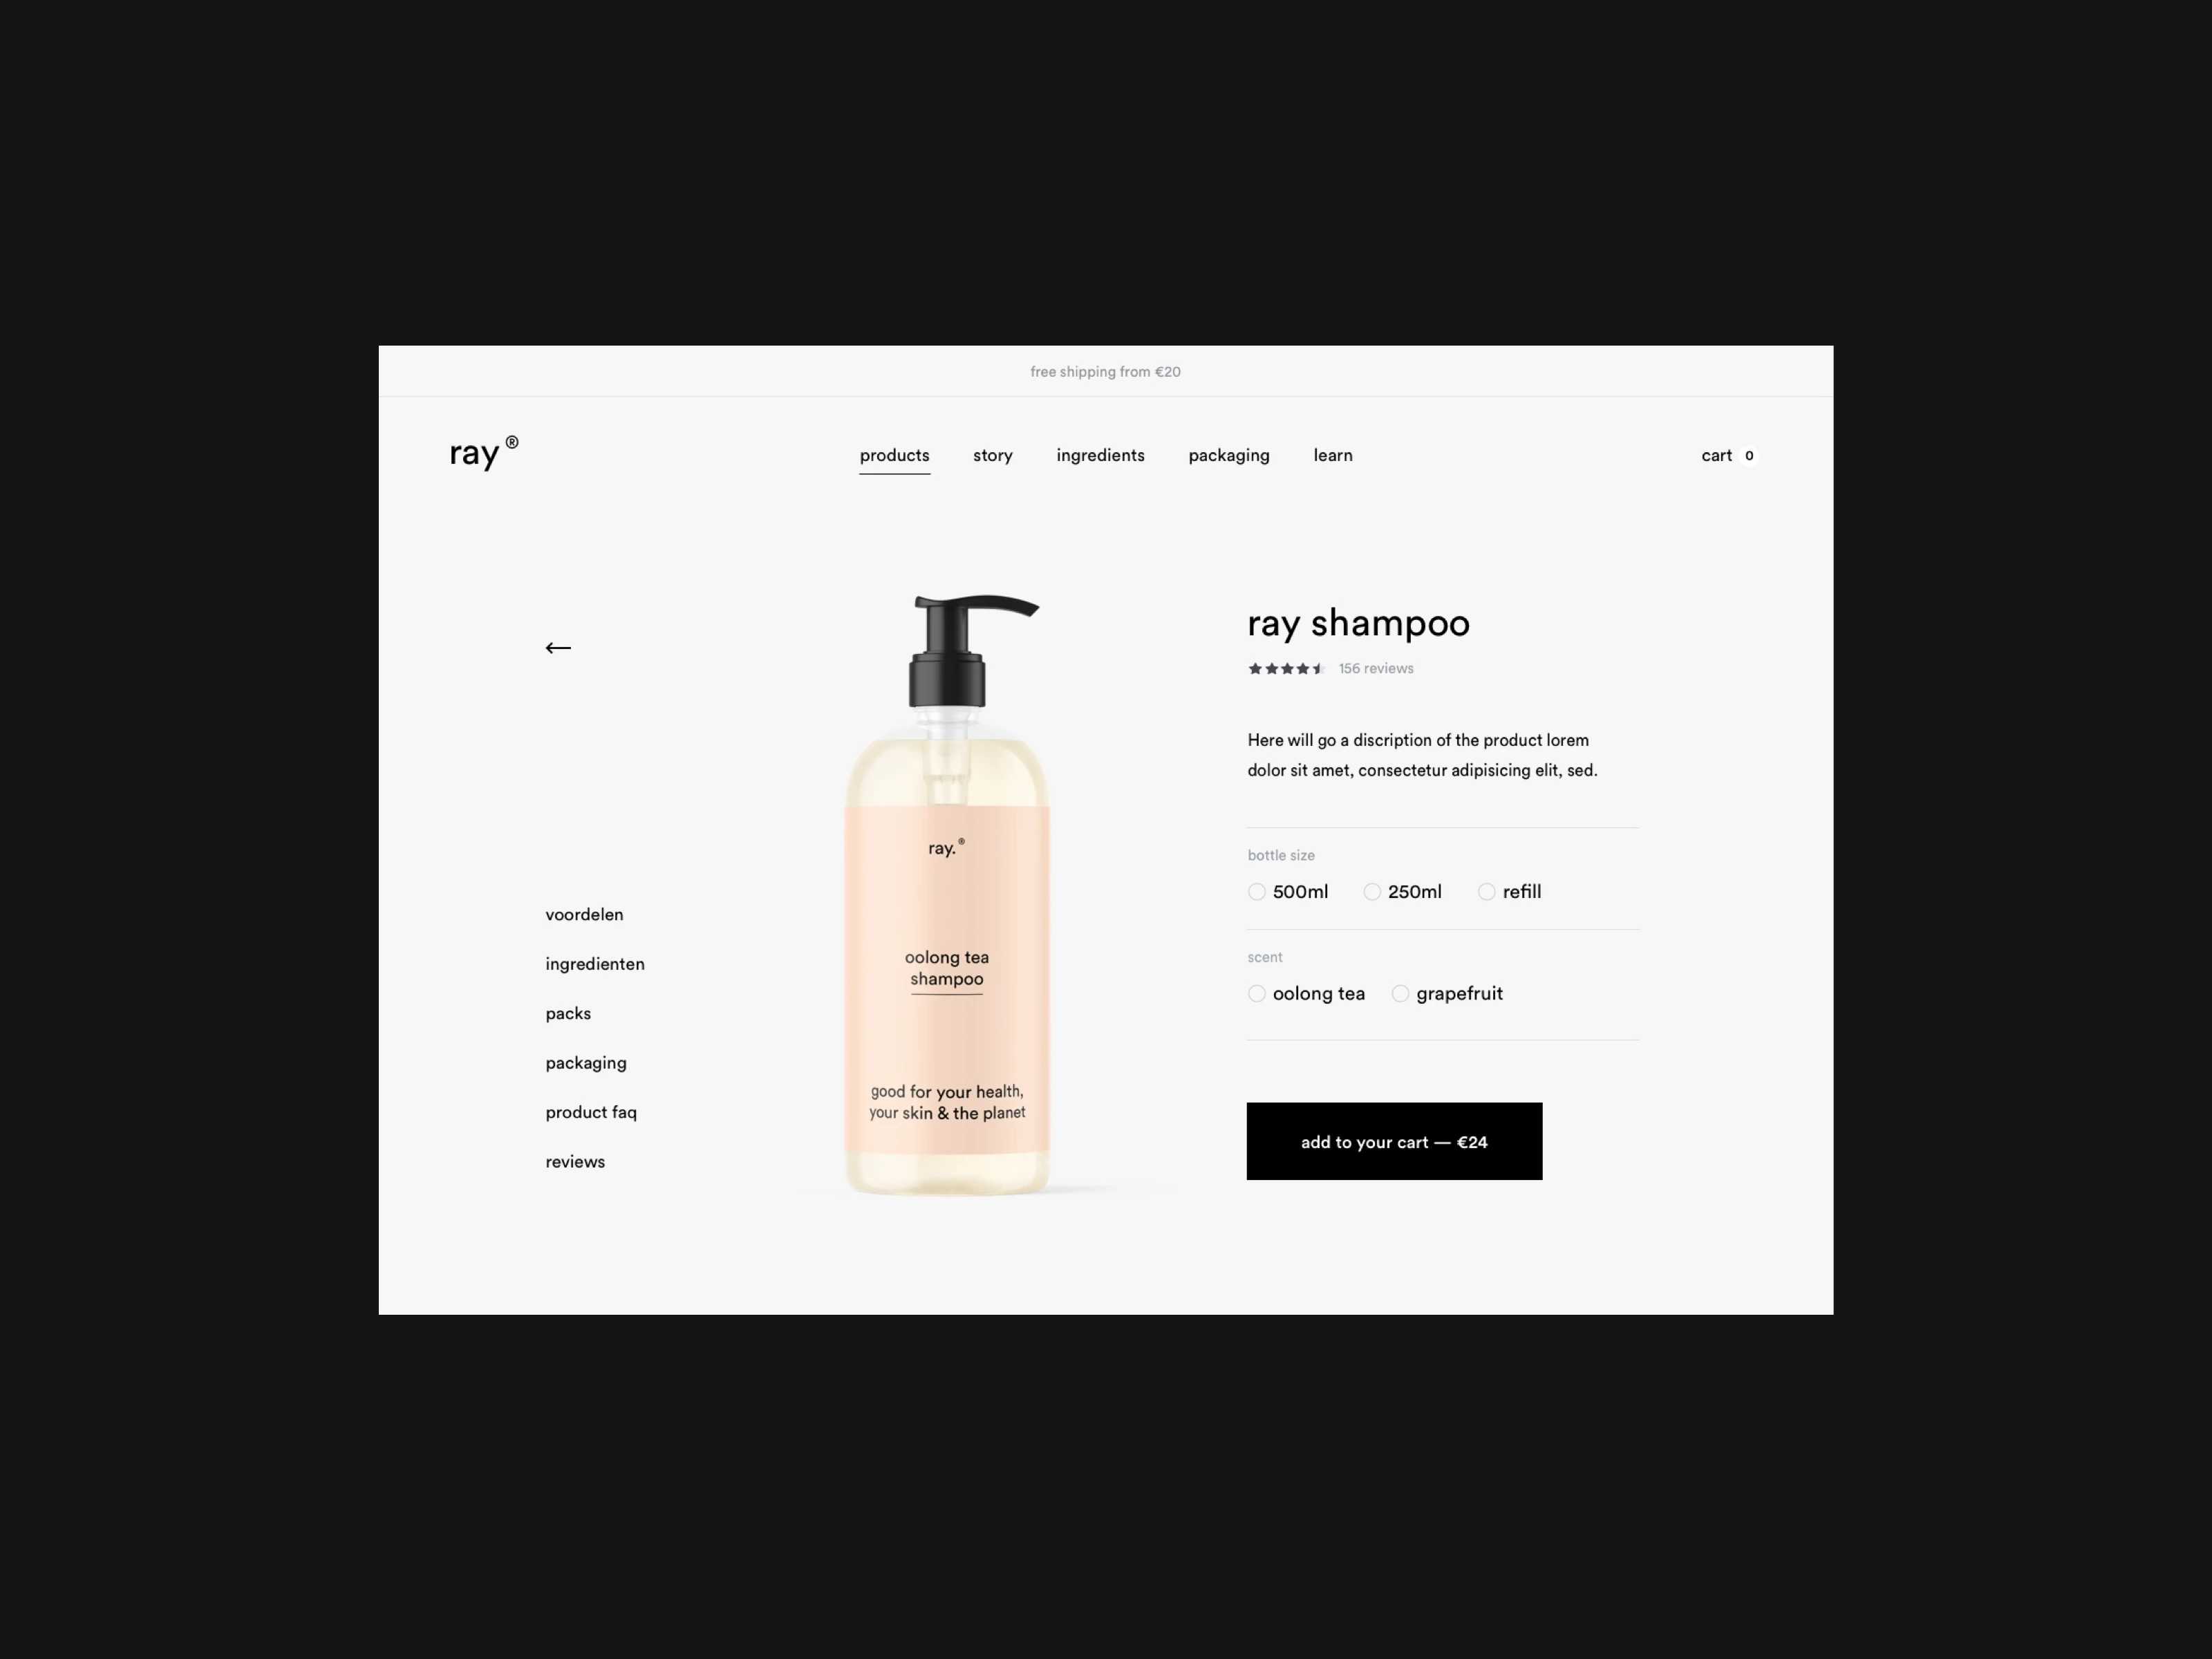 free shipping from €20
ray ®
products story ingredients packaging learn
cart 0
ray shampoo
156 reviews
Here will go a discription of the product lorem
dolor sit amet, consectetur adipisicing elit, sed.
bottle size
500ml 250ml refill
scent
oolong tea grapefruit
add to your cart — €24
voordelen
ingredienten
packs
packaging
product faq
reviews
ray.®
oolong tea
shampoo
good for your health,
your skin & the planet